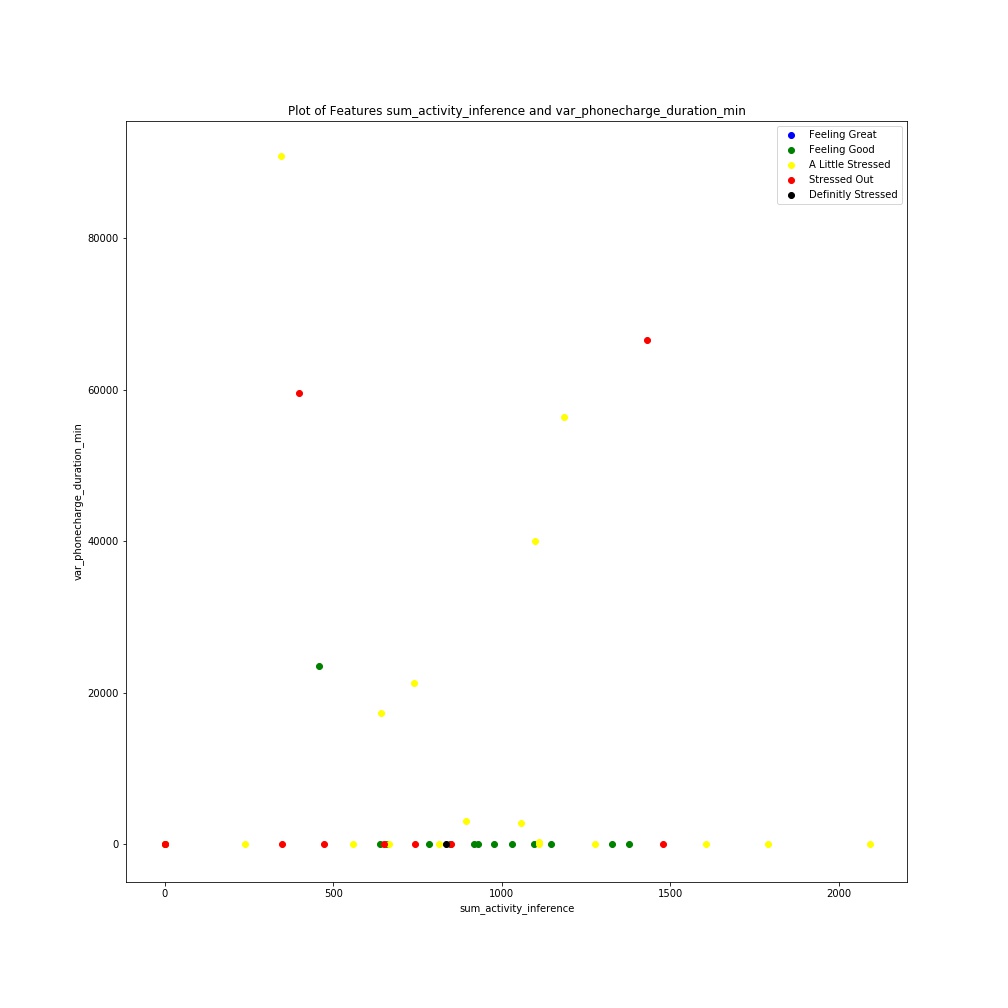 Plot of Features sum_activity_inference and var_phonecharge_duration_min
Feeling Great
Feeling Good
A Little Stressed
Stressed Out
Definitly Stressed
80000
60000
40000
20000
0
var_phonecharge_duration_min
0
500
1000
1500
2000
sum_activity_inference